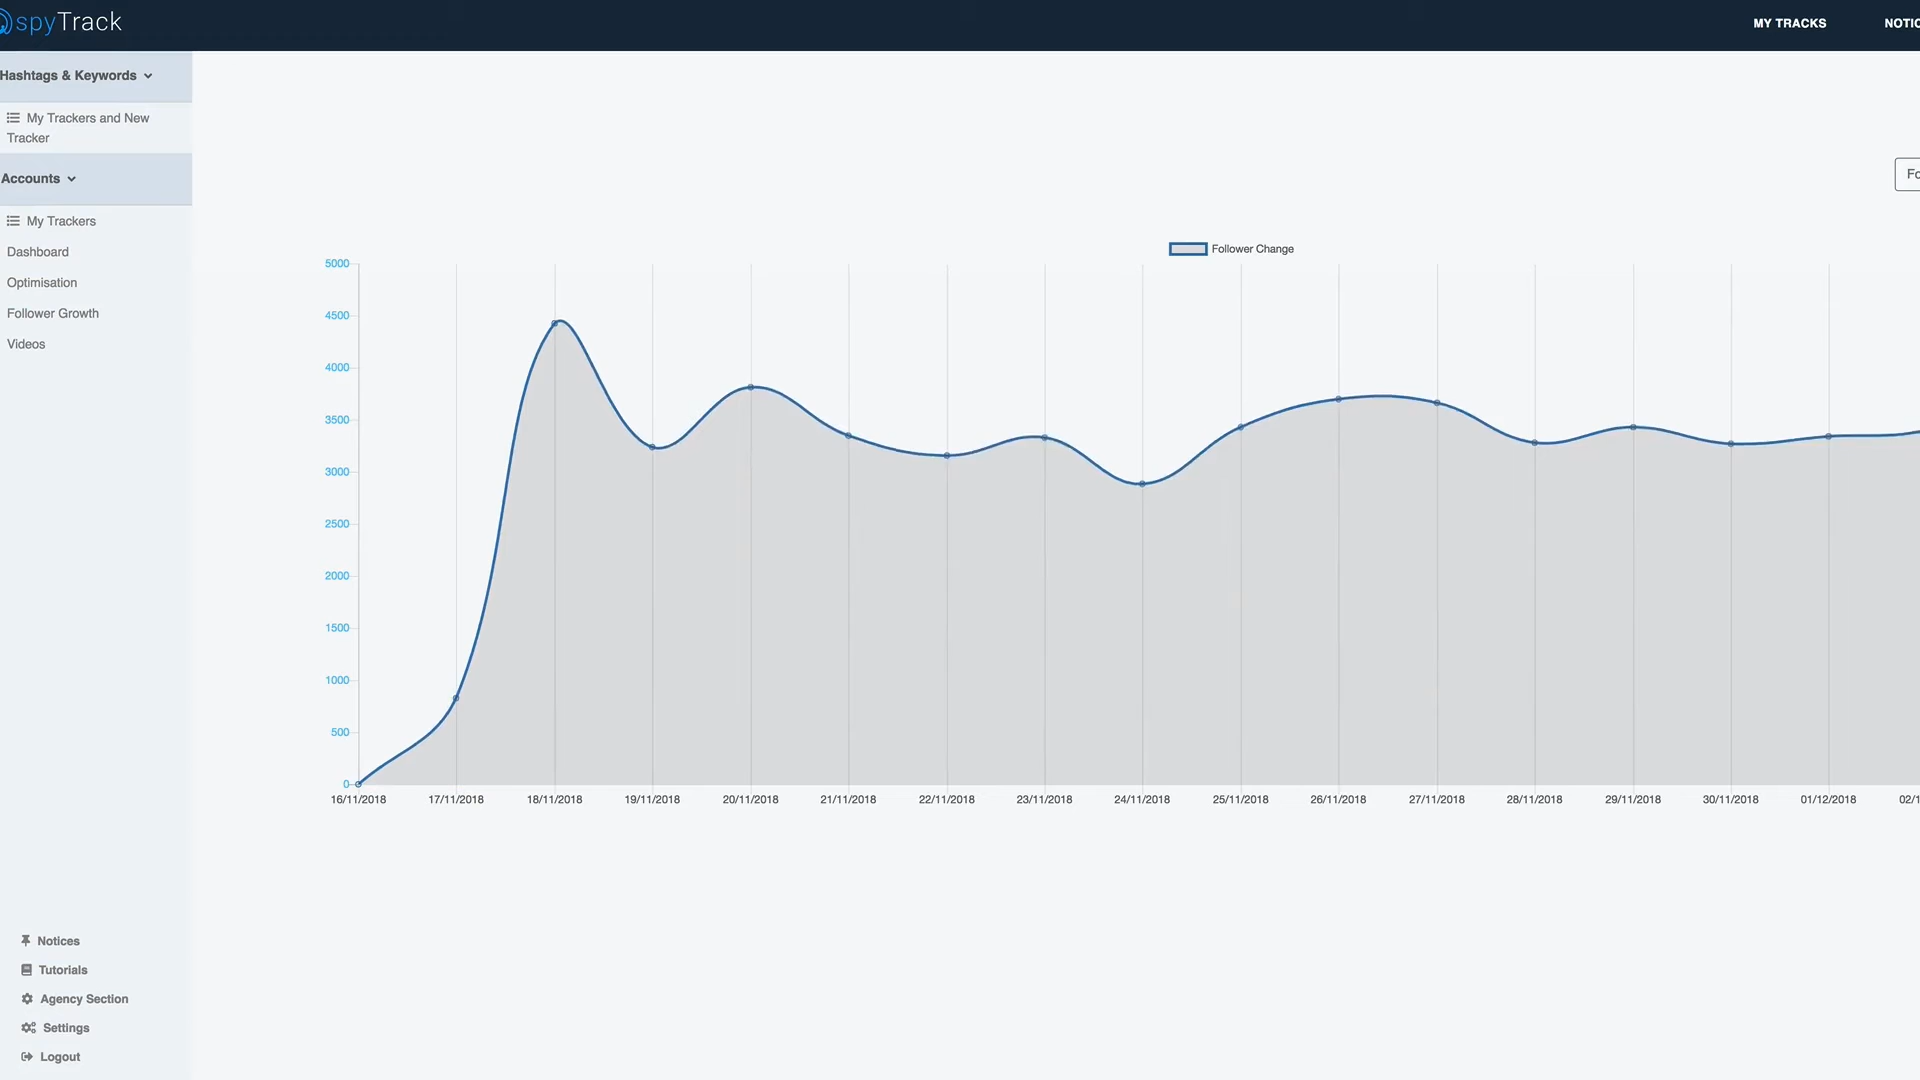 spyTrack
MY TRACKS
Hashtags & Keywords
My Trackers and New
Tracker
Accounts
My Trackers
Dashboard
Optimisation
Follower Growth
Videos
Follower Change
5000
4500
4000
3500
3000
2500
2000
1500
1000
500
0
16/11/2018 17/11/2018 18/11/2018 19/11/2018 20/11/2018 21/11/2018 22/11/2018 23/11/2018 24/11/2018 25/11/2018 26/11/2018 27/11/2018 28/11/2018 29/11/2018 30/11/2018 01/12/2018
Notices
Tutorials
Agency Section
Settings
Logout